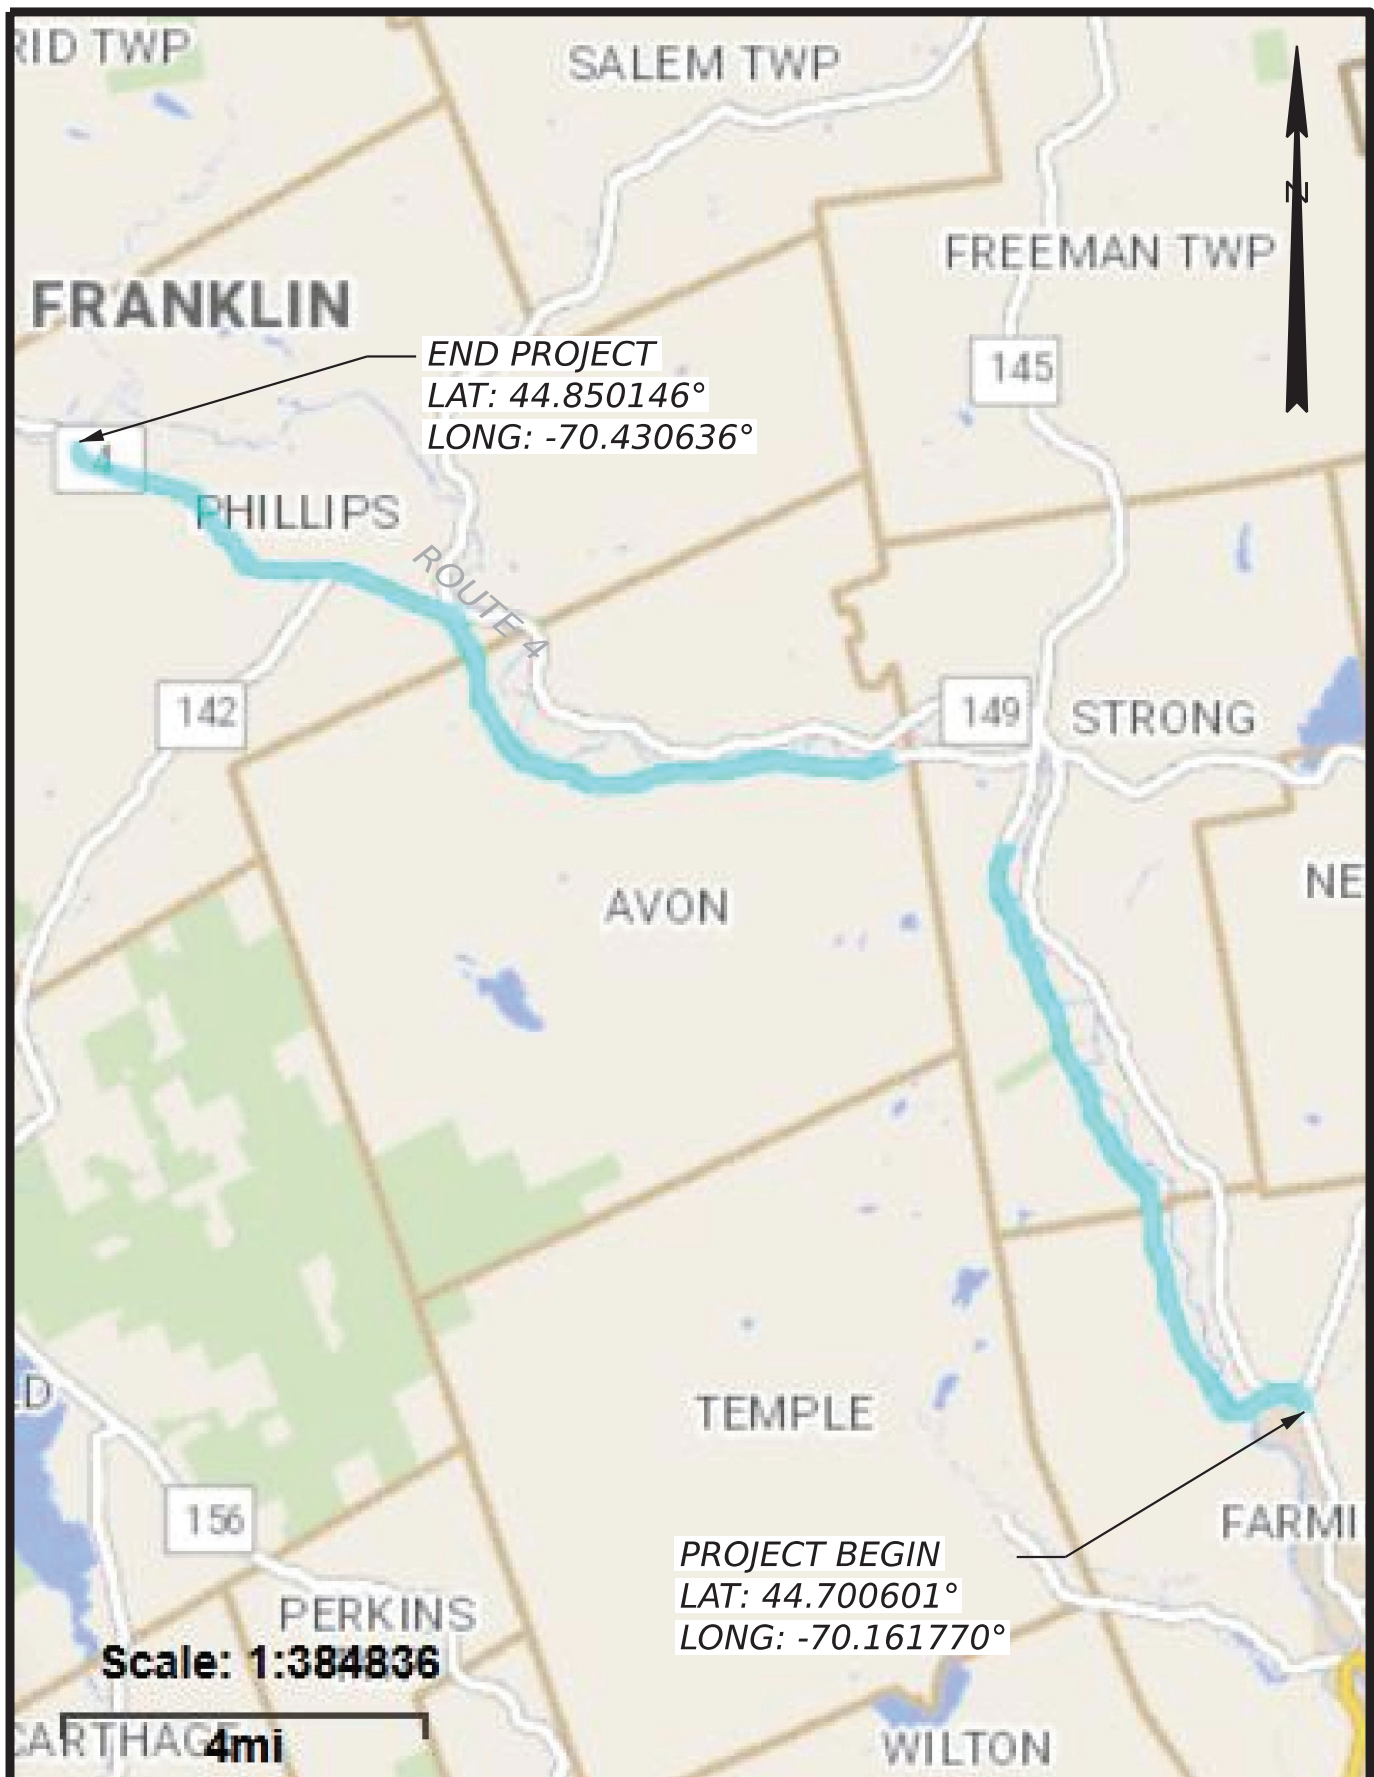 RID TWP
SALEM TWP
N
FREEMAN TWP
FRANKLIN
END PROJECT
LAT: 44.850146°
LONG: -70.430636°
145
4
PHILLIPS
ROUTE 4
142
149
STRONG
NE
AVON
D
TEMPLE
156
FARMI
PROJECT BEGIN
LAT: 44.700601°
LONG: -70.161770°
PERKINS
Scale: 1:384836
CARTHAGE
4mi
WILTON